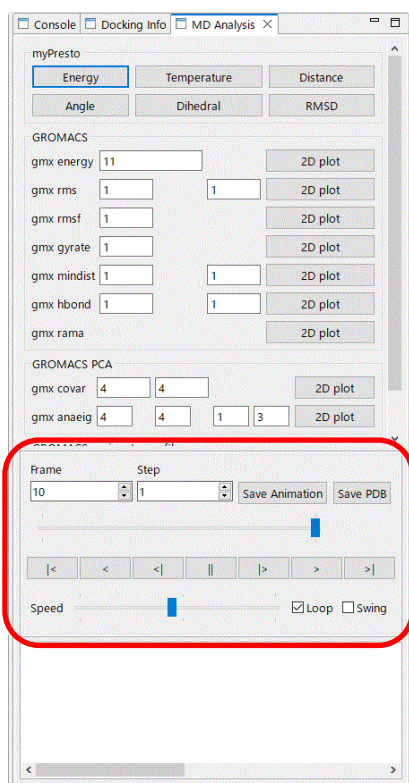 Console Docking Info MD Analysis
myPresto
Energy Temperature Distance
Angle Dihedral RMSD
GROMACS
gmx energy 11 2D plot
gmx rms 1 1 2D plot
gmx rmsf 1 2D plot
gmx gyrate 1 2D plot
gmx mindist 1 1 2D plot
gmx hbond 1 1 2D plot
gmx rama 2D plot
GROMACS PCA
gmx covar 4 4 2D plot
gmx anaeig 4 4 1 3 2D plot
Frame Step
10 1 Save Animation Save PDB
|< < <| || |> > >|
Speed Loop Swing